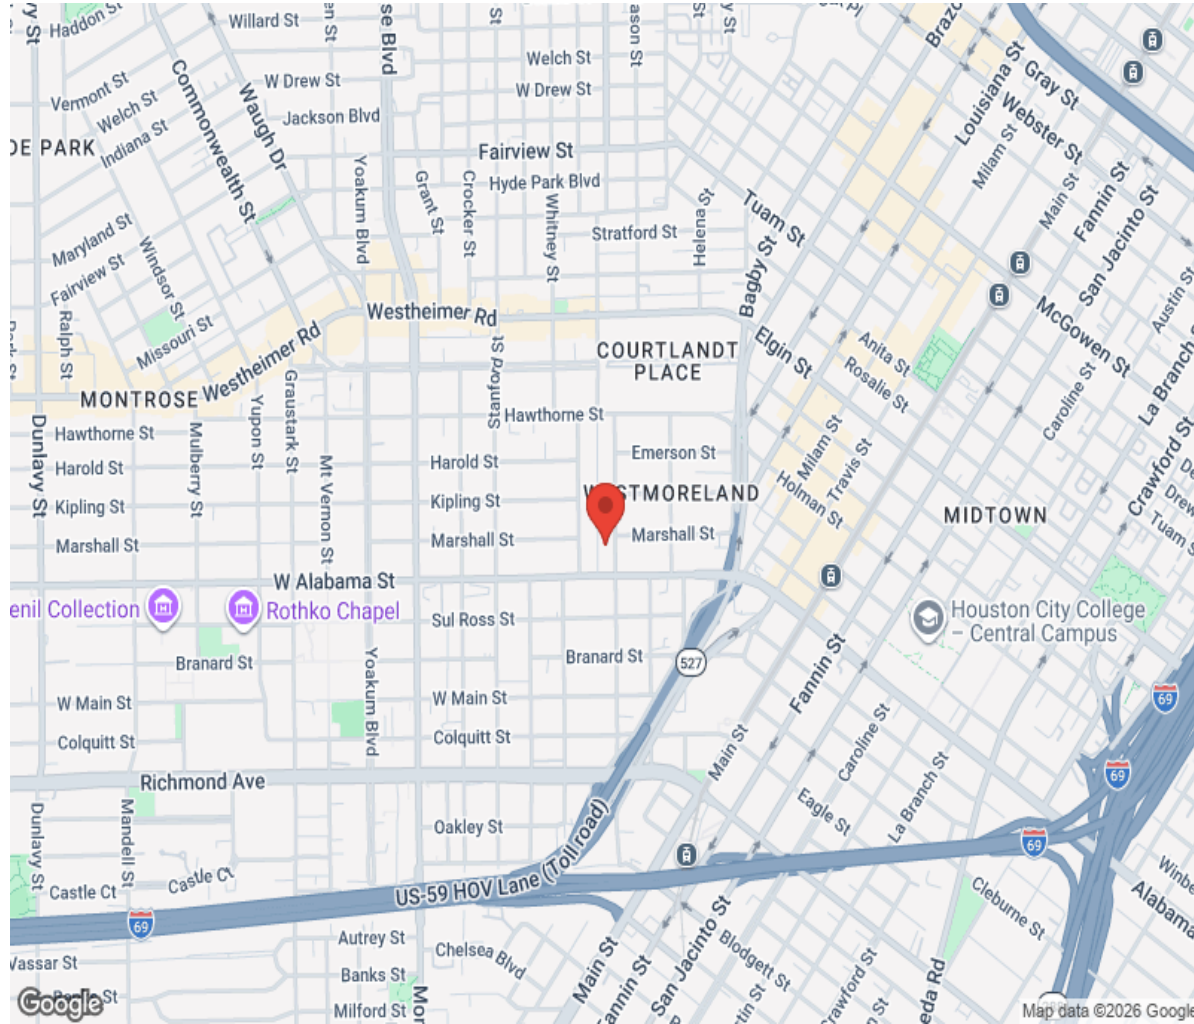 Haddon St
Willard St
Welch St
W Drew St
W Drew St
Vermont St
Welch St
Indiana St
Jackson Blvd
Commonwealth St
Waugh Dr
Fairview St
Hyde Park Blvd
Yoakum Blvd
Grant St
Crocker St
Whitney St
Stratford St
Helena St
Tuam St
Bagby St
Louisiana St
Gray St
Webster St
Milam St
Main St
Fannin St
San Jacinto St
Austin St
Maryland St
Fairview St
Windsor St
Missouri St
Ralph St
Westheimer Rd
Westheimer Rd
Elgin St
McGowen St
Anita St
Rosalie St
COURTLANDT
PLACE
MONTROSE
Hawthorne St
Hawthorne St
Stanford St
Dunlavy St
Harold St
Harold St
Mulberry St
Yupon St
Graustark St
Mt Vernon St
Emerson St
Kipling St
Kipling St
Milam St
Travis St
Holman St
Caroline St
La Branch
Crawford St
MIDTOWN
Marshall St
Marshall St
Marshall St
W Alabama St
Rothko Chapel
Sul Ross St
Houston City College
– Central Campus
Branard St
Branard St
527
Yoakum Blvd
W Main St
W Main St
Colquitt St
Colquitt St
Fannin St
Main St
Caroline St
La Branch St
69
69
69
69
Richmond Ave
Dunlavy St
Mandell St
Oakley St
Eagle St
Castle Ct
Castle Ct
US-59 HOV Lane (Toll road)
Cleburne St
Alabama
Autrey St
Chelsea Blvd
Banks St
Milford St
Main St
Fannin St
San Jacinto St
Blodgett St
Crawford St
Google
Map data ©2026 Google